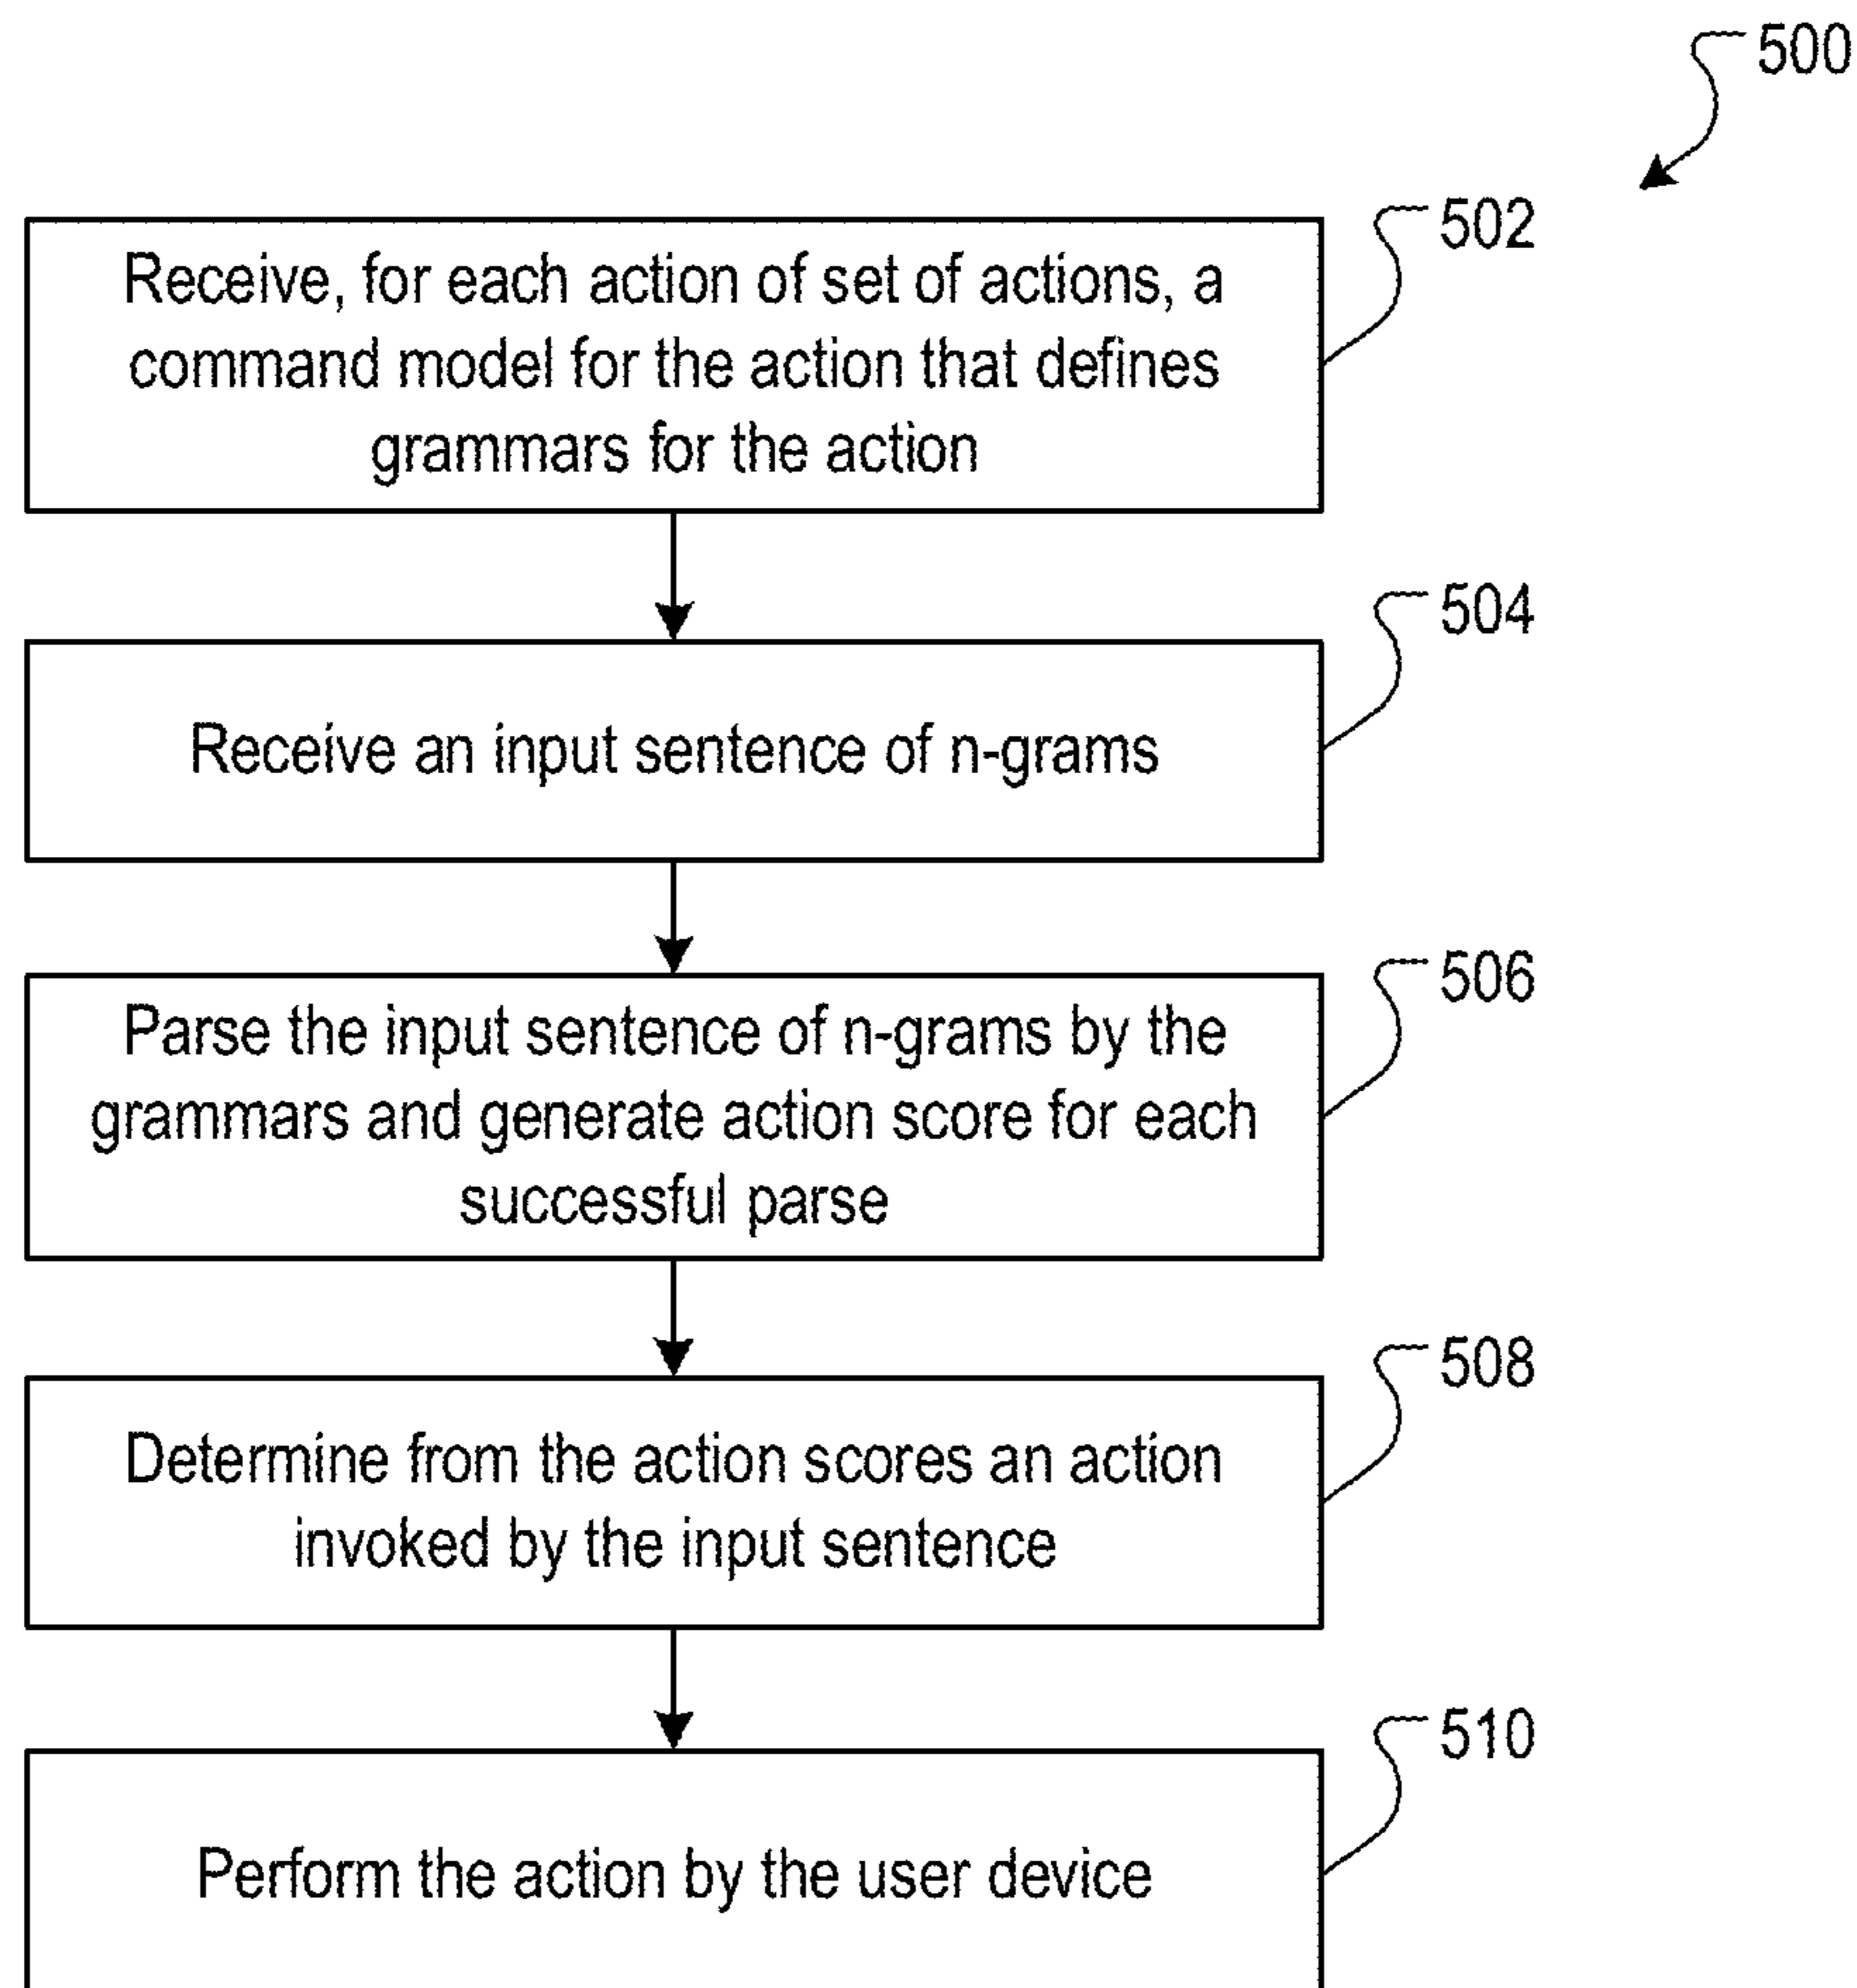 500
502
Receive, for each action of set of actions, a
command model for the action that defines
grammars for the action
504
Receive an input sentence of n-grams
506
Parse the input sentence of n-grams by the
grammars and generate action score for each
successful parse
508
Determine from the action scores an action
invoked by the input sentence
510
Perform the action by the user device